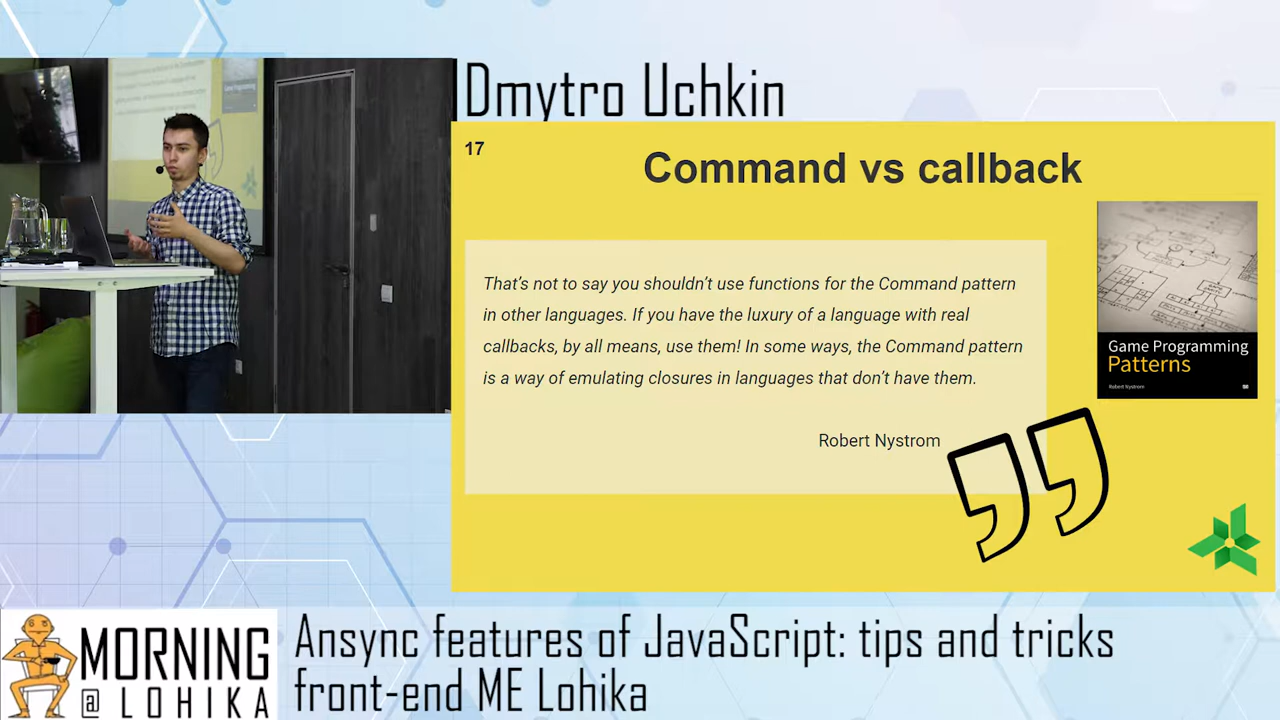 Dmytro Uchkin
17
Command vs callback
That's not to say you shouldn't use functions for the Command pattern
in other languages. If you have the luxury of a language with real
callbacks, by all means, use them! In some ways, the Command pattern
is a way of emulating closures in languages that don't have them.
Robert Nystrom
Game Programming
Patterns
Robert Nystrom
MORNING
@ LOHIKA
Ansync features of JavaScript: tips and tricks
front-end ME Lohika